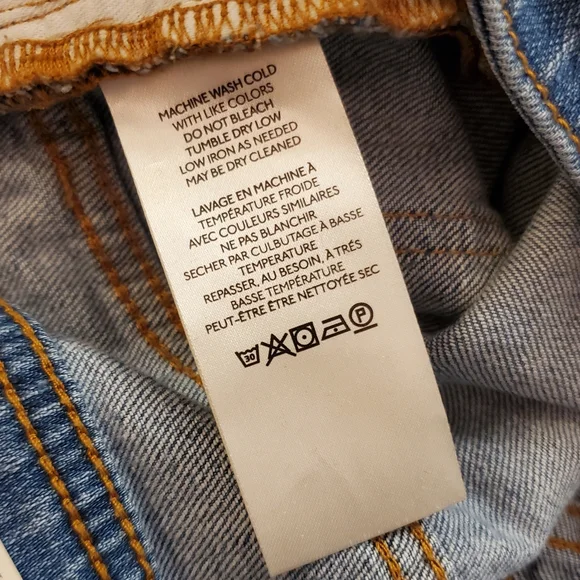 MACHINE WASH COLD
WITH LIKE COLORS
DO NOT BLEACH
TUMBLE DRY LOW
LOW IRON AS NEEDED
MAY BE DRY CLEANED
LAVAGE EN MACHINE À
TEMPÉRATURE FROIDE
AVEC COULEURS SIMILAIRES
NE PAS BLANCHIR
SECHER PAR CULBUTAGE À BASSE
TEMPERATURE
REPASSER, AU BESOIN, À TRÉS
BASSE TEMPÉRATURE
PEUT-ÊTRE ÊTRE NETTOYÉE SEC
30 P